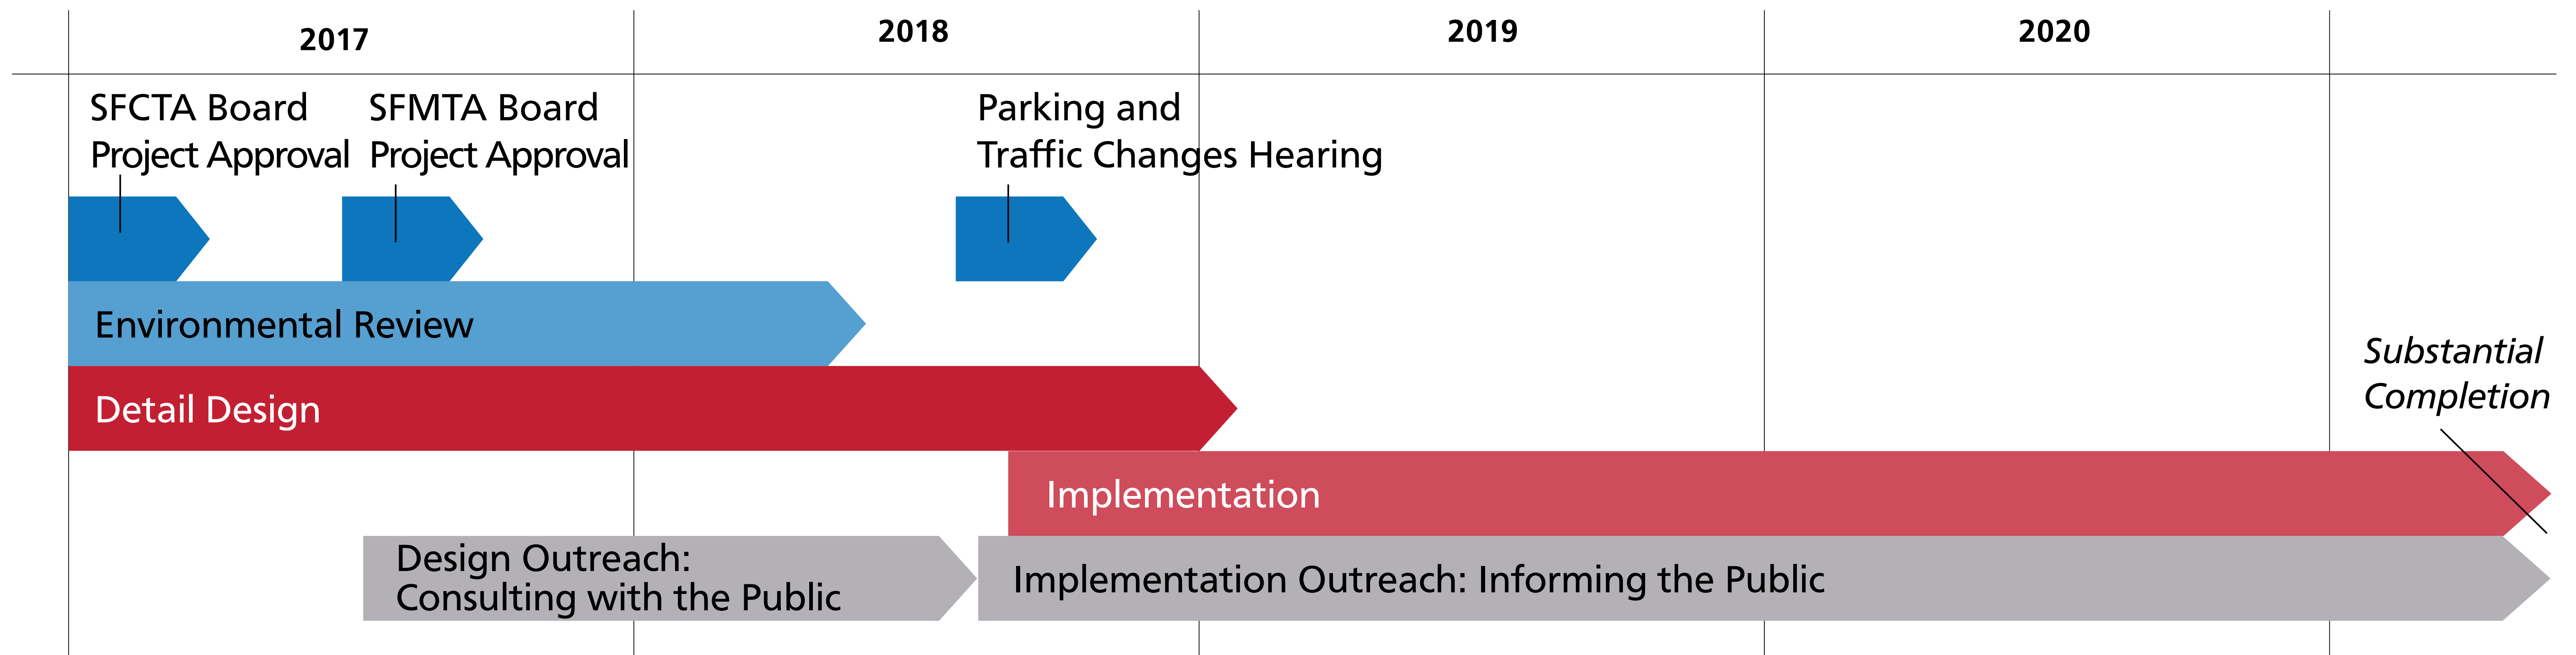 2017
2018
2019
2020
SFCTA Board
Project Approval
SFMTA Board
Project Approval
Parking and
Traffic Changes Hearing
Environmental Review
Detail Design
Substantial
Completion
Implementation
Design Outreach:
Consulting with the Public
Implementation Outreach: Informing the Public